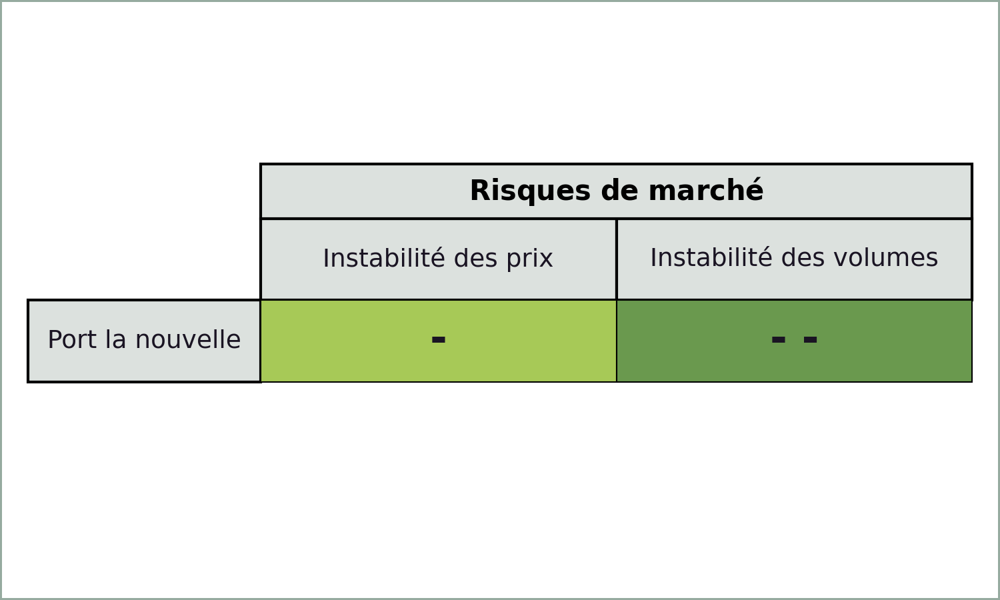 Risques de marché
Instabilité des prix
Instabilité des volumes
Port la nouvelle
-
- -